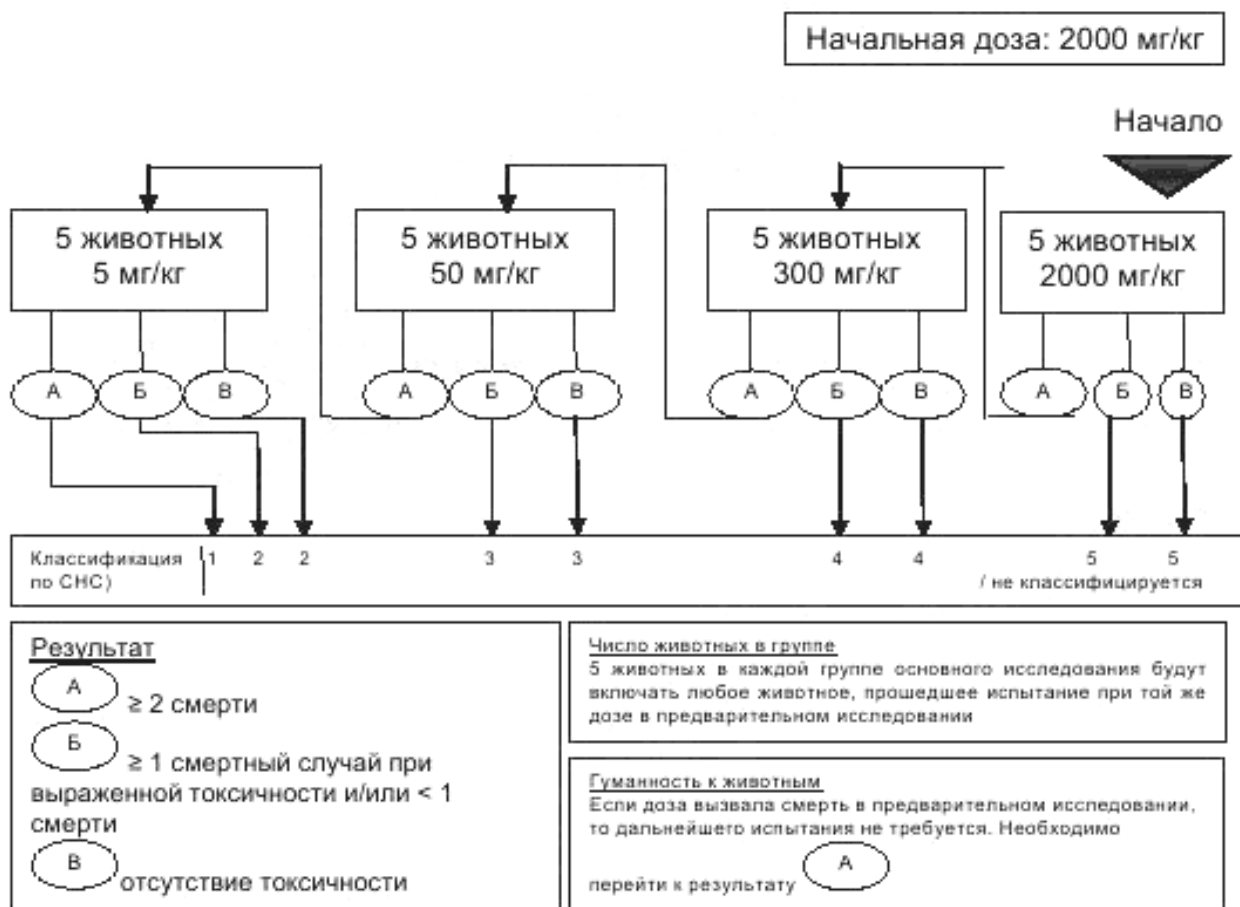 Начальная доза: 2000 мг/кг
Начало
5 животных
5 мг/кг
5 животных
50 мг/кг
5 животных
300 мг/кг
5 животных
2000 мг/кг
А Б В А Б В А Б В А Б В
Классификация 1 2 2 3 3 4 4 5 5
по СНС) / не классифицируется
Результат
А ≥ 2 смерти
Б ≥ 1 смертный случай при
выраженной токсичности и/или < 1
смерти
В отсутствие токсичности
Число животных в группе
5 животных в каждой группе основного исследования будут
включать любое животное, прошедшее испытание при той же
дозе в предварительном исследовании
Гуманность к животным
Если доза вызвала смерть в предварительном исследовании,
то дальнейшего испытания не требуется. Необходимо
перейти к результату А